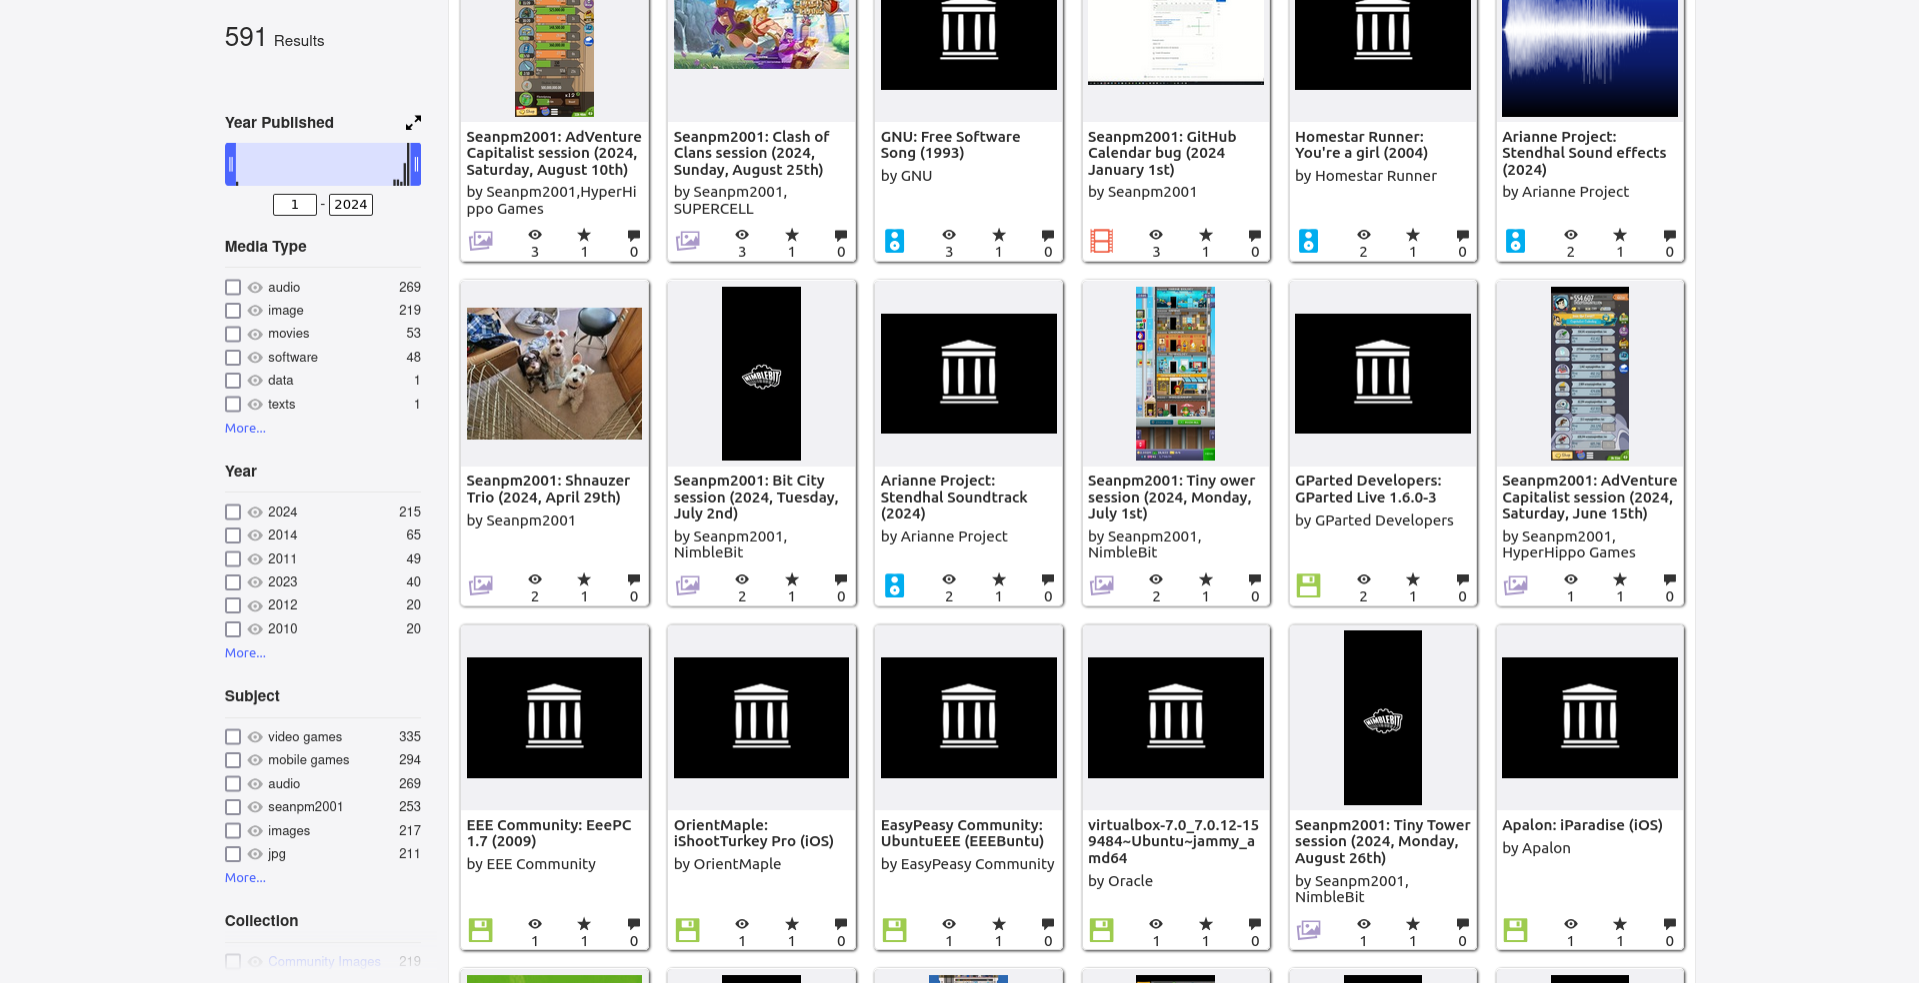 591 Results
Year Published
1 - 2024
Media Type
audio 269
image 219
movies 53
software 48
data 1
texts 1
More...
Year
2024 215
2014 65
2011 49
2023 40
2012 20
2010 20
More...
Subject
video games 335
mobile games 294
audio 269
seanpm2001 253
images 217
jpg 211
More...
Collection
Community Images 219
Seanpm2001: AdVenture
Capitalist session (2024,
Saturday, August 10th)
by Seanpm2001,HyperHi
ppo Games
3 1 0
Seanpm2001: Clash of
Clans session (2024,
Sunday, August 25th)
by Seanpm2001,
SUPERCELL
3 1 0
GNU: Free Software
Song (1993)
by GNU
3 1 0
Seanpm2001: GitHub
Calendar bug (2024
January 1st)
by Seanpm2001
3 1 0
Homestar Runner:
You're a girl (2004)
by Homestar Runner
2 1 0
Arianne Project:
Stendhal Sound effects
(2024)
by Arianne Project
2 1 0
Seanpm2001: Shnauzer
Trio (2024, April 29th)
by Seanpm2001
2 1 0
NIMBLEBIT
Seanpm2001: Bit City
session (2024, Tuesday,
July 2nd)
by Seanpm2001,
NimbleBit
2 1 0
Arianne Project:
Stendhal Soundtrack
(2024)
by Arianne Project
2 1 0
Seanpm2001: Tiny ower
session (2024, Monday,
July 1st)
by Seanpm2001,
NimbleBit
2 1 0
GParted Developers:
GParted Live 1.6.0-3
by GParted Developers
2 1 0
Seanpm2001: AdVenture
Capitalist session (2024,
Saturday, June 15th)
by Seanpm2001,
HyperHippo Games
1 1 0
EEE Community: EeePC
1.7 (2009)
by EEE Community
1 1 0
OrientMaple:
iShootTurkey Pro (iOS)
by OrientMaple
1 1 0
EasyPeasy Community:
UbuntuEEE (EEEBuntu)
by EasyPeasy Community
1 1 0
virtualbox-7.0_7.0.12-15
9484~Ubuntu~jammy_a
md64
by Oracle
1 1 0
NIMBLEBIT
Seanpm2001: Tiny Tower
session (2024, Monday,
August 26th)
by Seanpm2001,
NimbleBit
1 1 0
Apalon: iParadise (iOS)
by Apalon
1 1 0